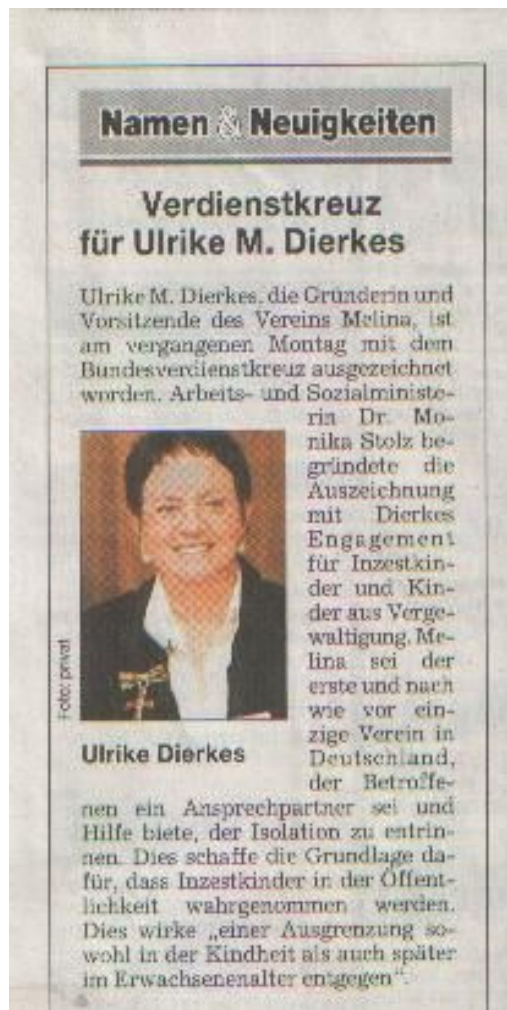 Namen & Neuigkeiten
Verdienstkreuz
für Ulrike M. Dierkes
Ulrike M. Dierkes, die Gründerin und
Vorsitzende des Vereins Melina, ist
am vergangenen Montag mit dem
Bundesverdienstkreuz ausgezeichnet
worden. Arbeits- und Sozialministe-
rin Dr. Mo-
nika Stolz be-
gründete die
Auszeichnung
mit Dierkes
Engagement
für Inzestkin-
der und Kin-
der aus Verge-
waltigung. Me-
lina sei der
erste und nach
wie vor ein-
zige Verein in
Deutschland,
der Betroffe-
nen ein Ansprechpartner sei und
Hilfe biete, der Isolation zu entrin-
nen. Dies schaffe die Grundlage da-
für, dass Inzestkinder in der Öffent-
lichkeit wahrgenommen werden.
Dies wirke „einer Ausgrenzung so-
wohl in der Kindheit als auch später
im Erwachsenenalter entgegen“.
Foto: privat
Ulrike Dierkes